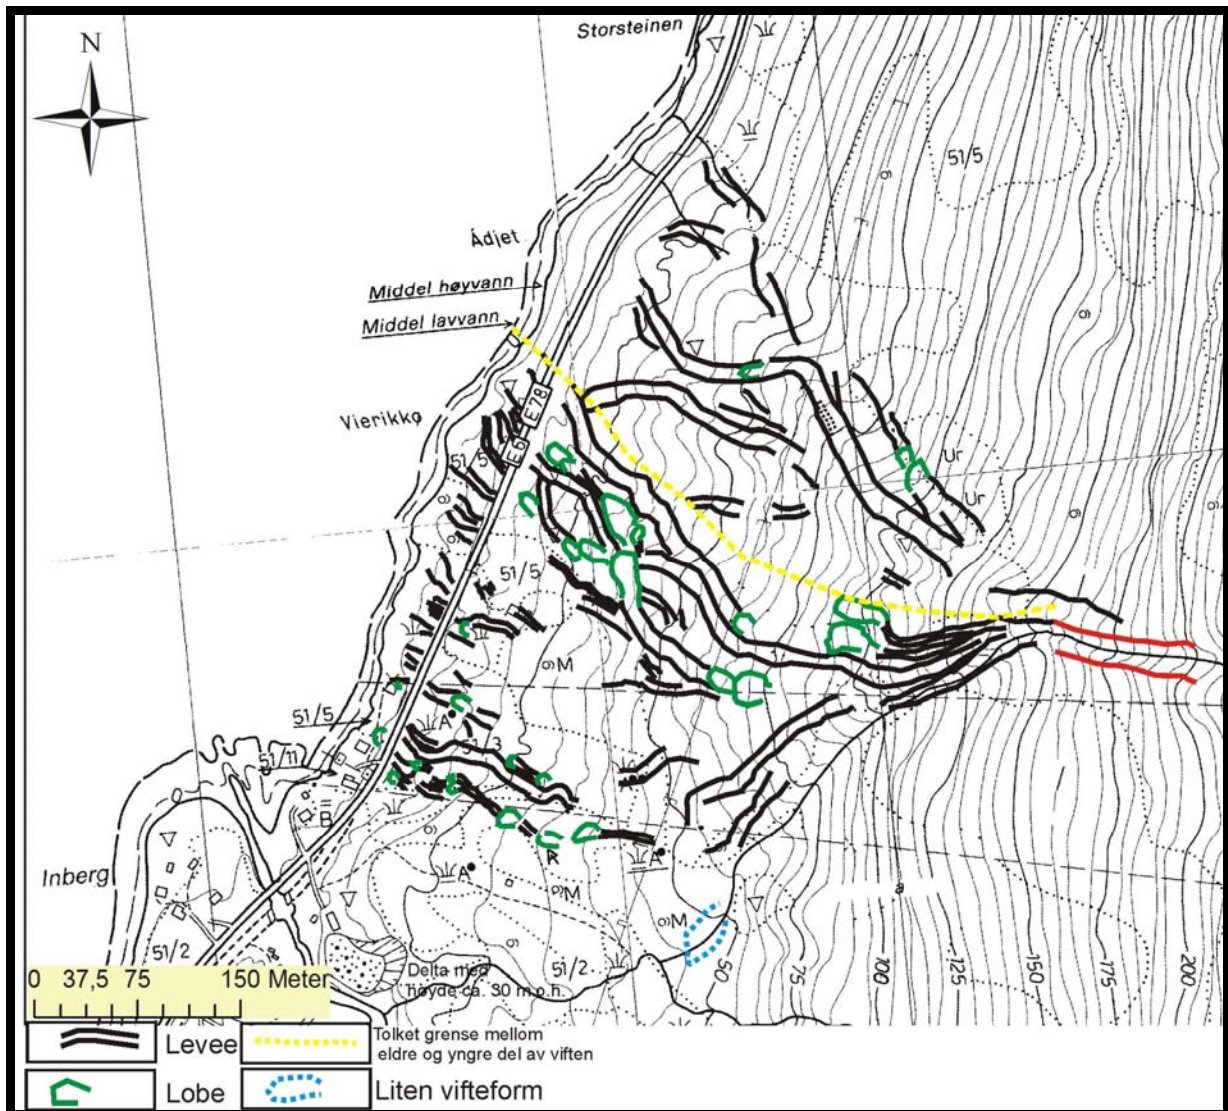 Storsteinen
N
51/5
Ádjet
Middel høyvann
Middel lavvann
Vierikkø
E78
E6
51/5
Ur
Ur
51/5
M
51/5
A
51/3
51/11
B
A
R
Inberg
A
M
M
51/2
51/2
Delta med
høyde ca. 30 m.o.h.
50
75
100
125
150
175
200
0 37,5 75 150 Meter
Levee
Tolket grense mellom
eldre og yngre del av viften
Lobe
Liten vifteform